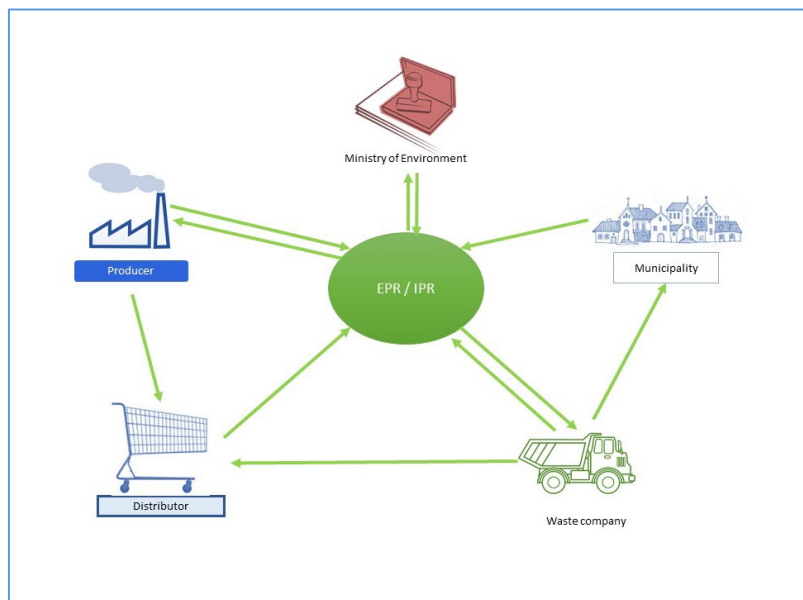 Ministry of Environment
Producer
Municipality
EPR / IPR
Distributor
Waste company